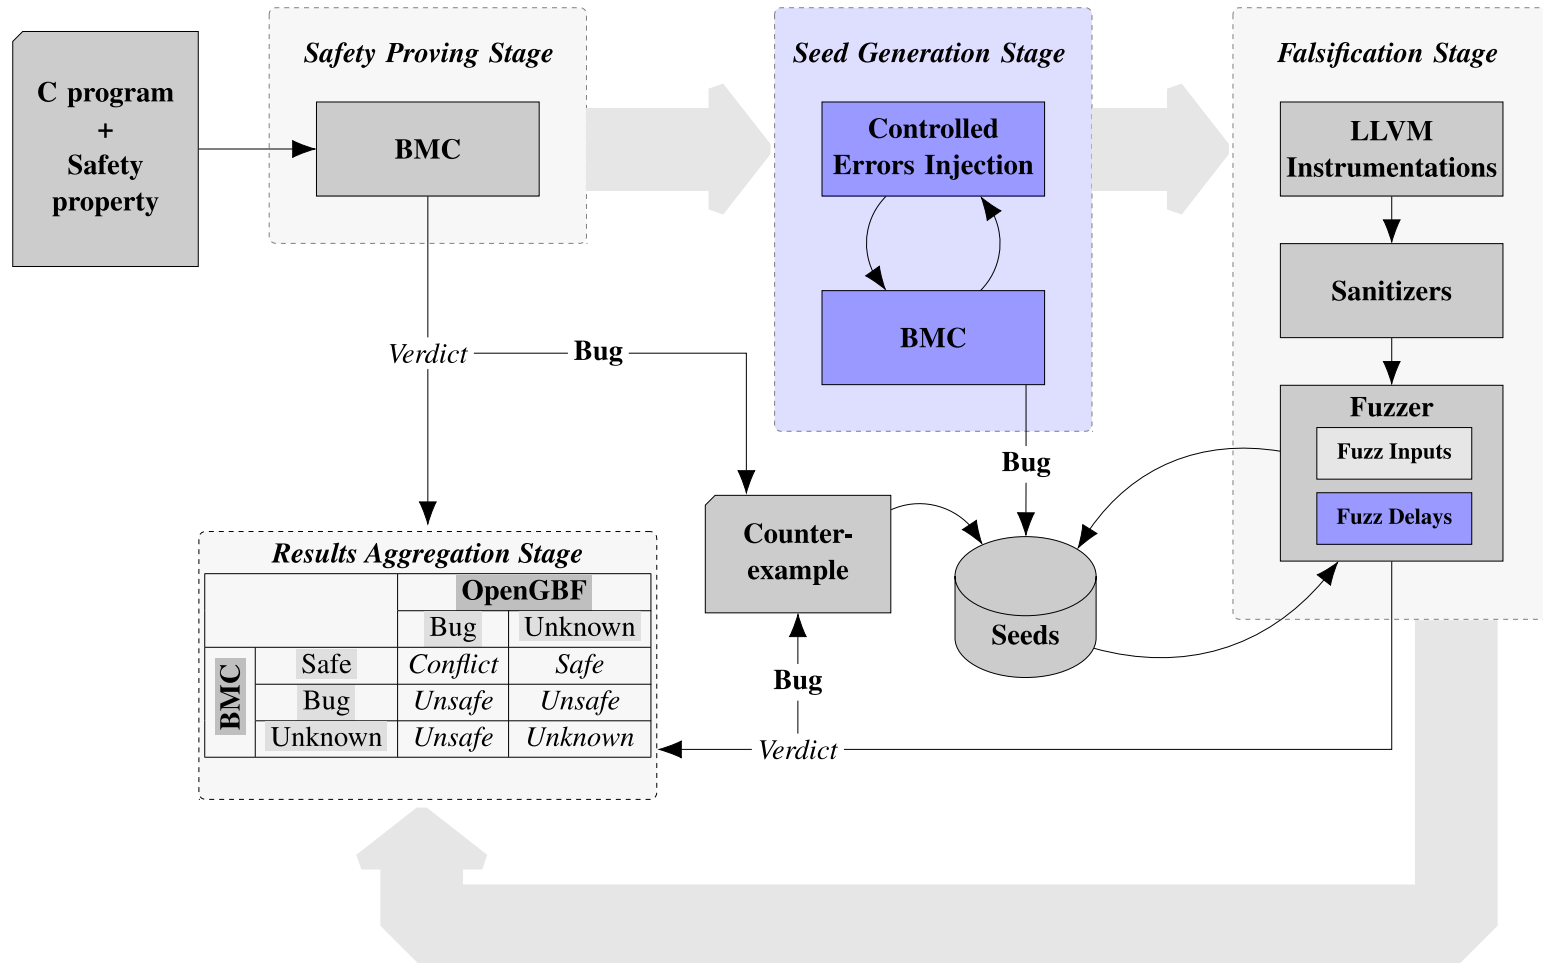 C program
+
Safety
property
Safety Proving Stage
BMC
Seed Generation Stage
Controlled
Errors Injection
BMC
Falsification Stage
LLVM
Instrumentations
Sanitizers
Fuzzer
Fuzz Inputs
Fuzz Delays
Verdict
Bug
Bug
Counter-
example
Seeds
Bug
Verdict
Results Aggregation Stage
OpenGBF
Bug Unknown
BMC
Safe Conflict Safe
Bug Unsafe Unsafe
Unknown Unsafe Unknown